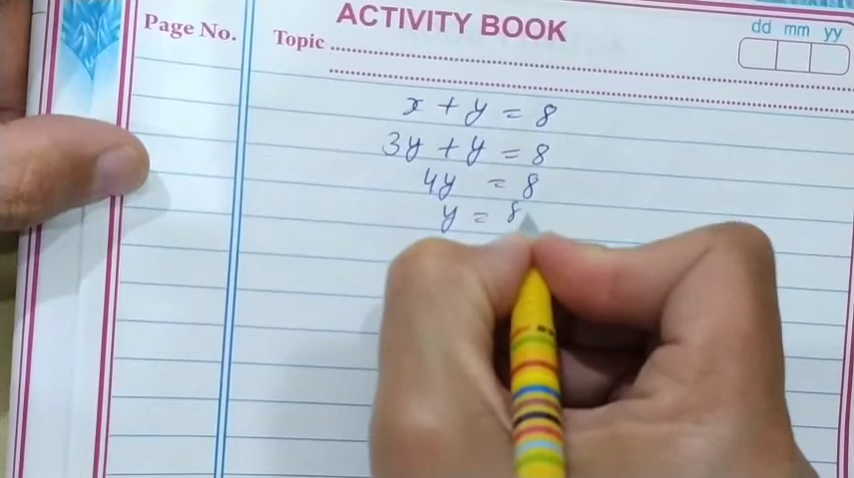 ACTIVITY BOOK
dd mm yy
Page No.
Topic
x + y = 8
3y + y = 8
4y = 8
y = 8